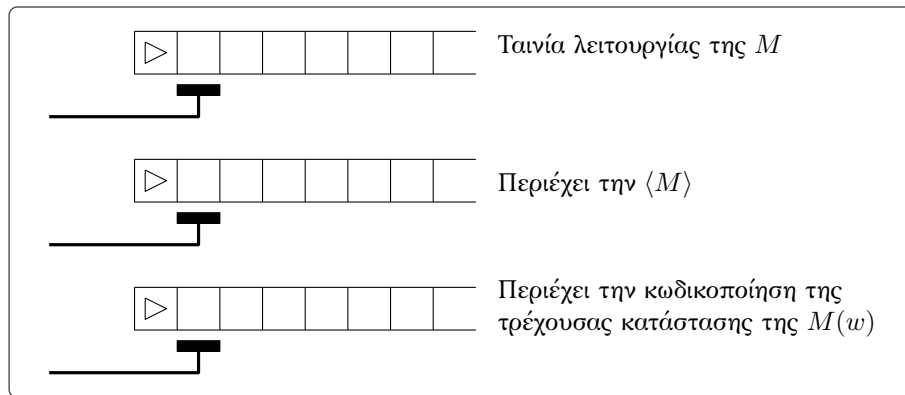 Ταινία λειτουργίας της M
Περιέχει την ⟨M⟩
Περιέχει την κωδικοποίηση της
τρέχουσας κατάστασης της M(w)